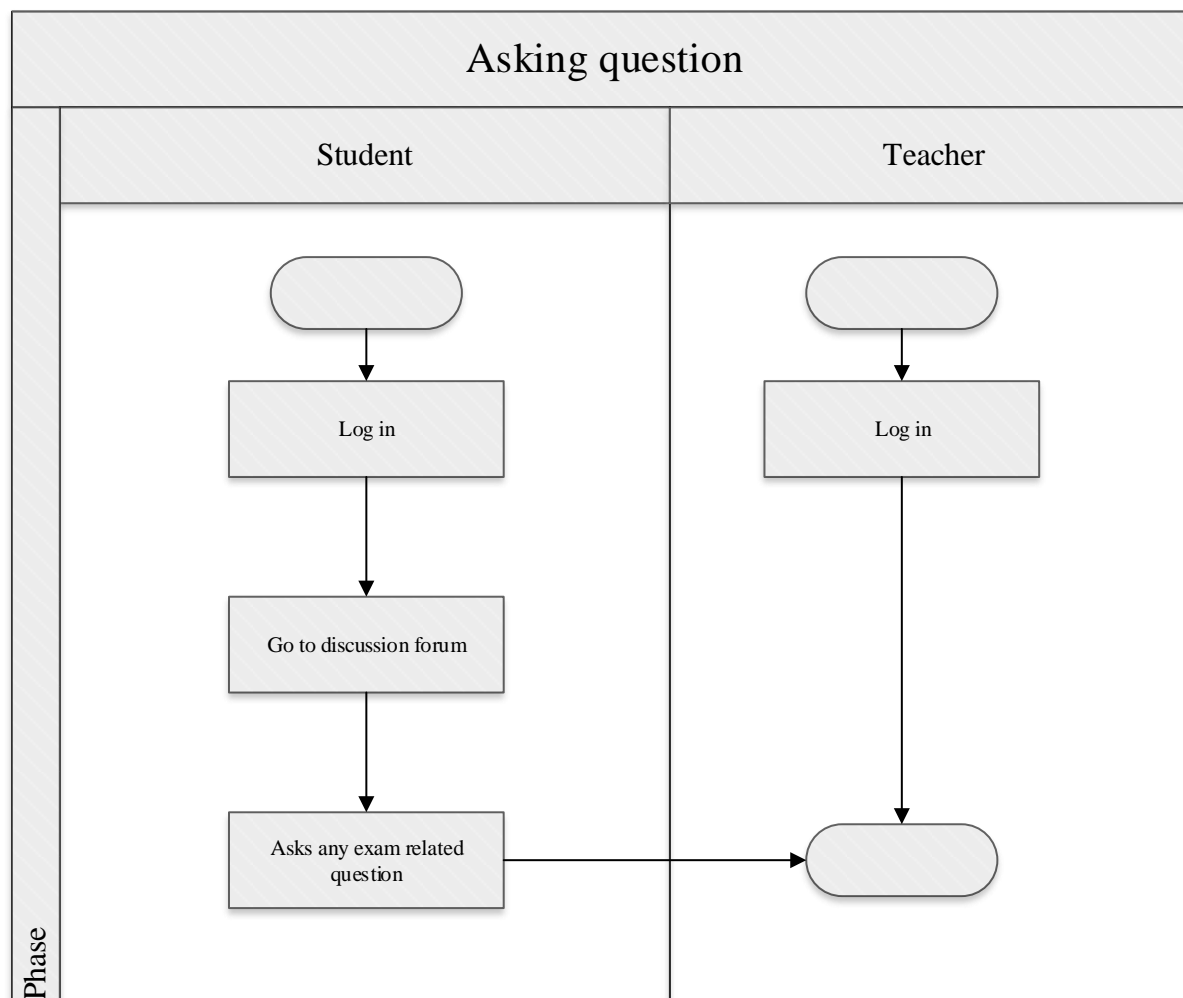 Asking question
Student
Teacher
Log in
Log in
Go to discussion forum
Asks any exam related
question
Phase